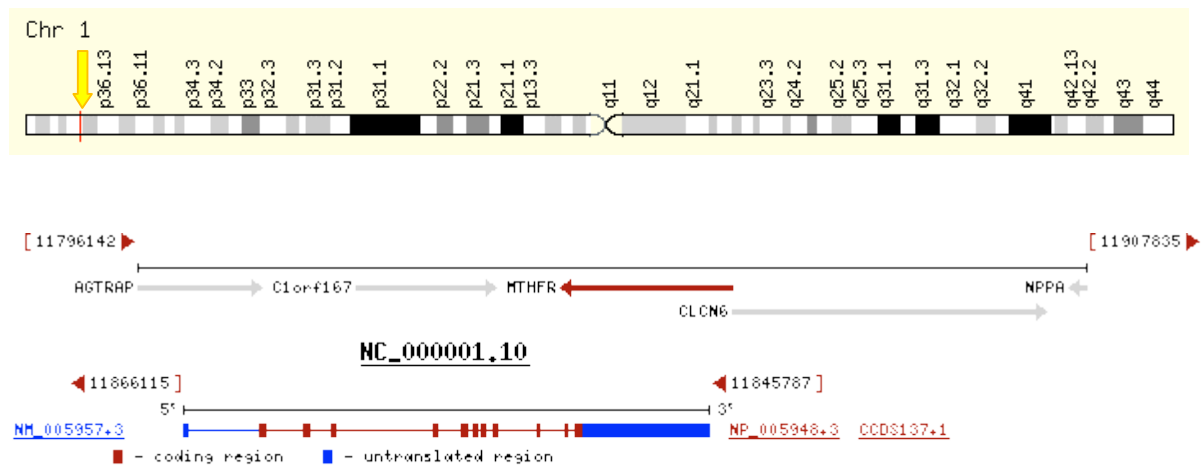 Chr 1
p36.13 p36.11 p34.3 p34.2 p33 p32.3 p31.3 p31.2 p31.1 p22.2 p21.3 p21.1 p13.3 q11 q12 q21.1 q23.3 q24.2 q25.2 q25.3 q31.1 q31.3 q32.1 q32.2 q41 q42.13 q42.2 q43 q44
[ 11796142 [ 11907835
AGTRAP C1orf167 MTHFR NPPA
CLCN6
NC_000001.10
11866115 ] 11845787 ]
5' 3'
NM_005957.3 NP_005948.3 CCDS137.1
- coding region - untranslated region